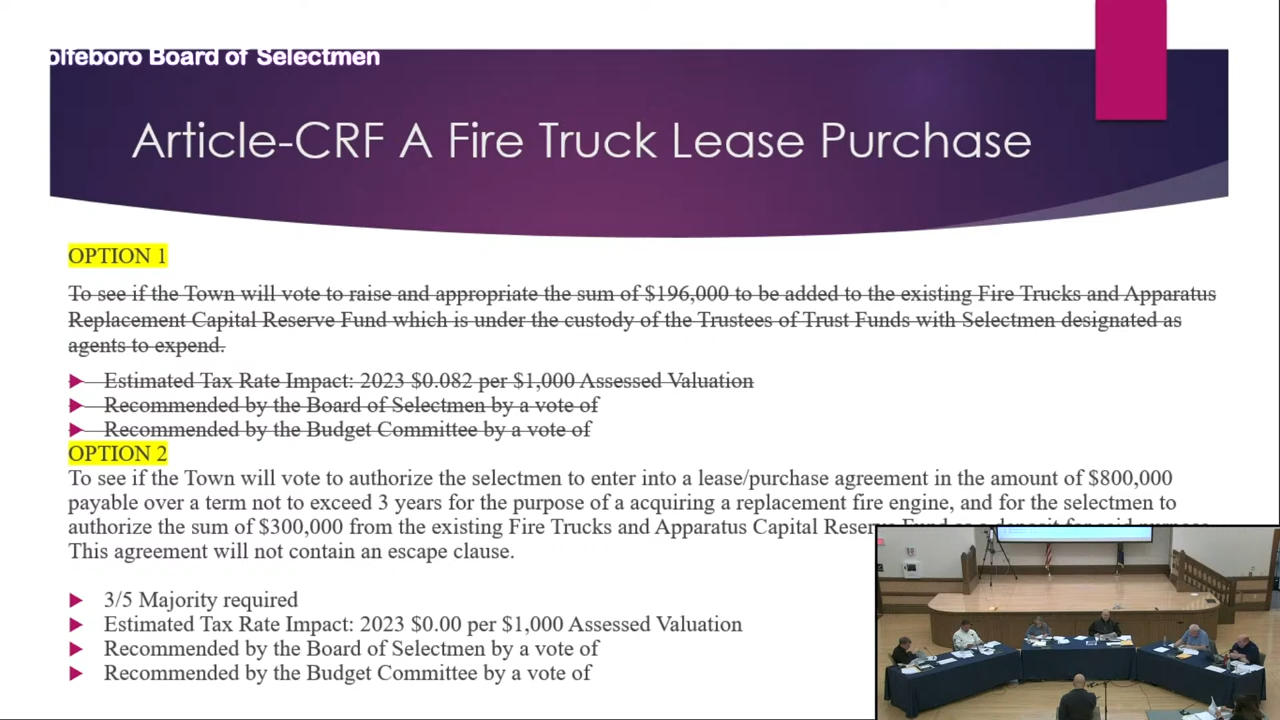 olfeboro Board of Selectmen
Article-CRF A Fire Truck Lease Purchase
OPTION 1
To see if the Town will vote to raise and appropriate the sum of $196,000 to be added to the existing Fire Trucks and Apparatus
Replacement Capital Reserve Fund which is under the custody of the Trustees of Trust Funds with Selectmen designated as
agents to expend.
Estimated Tax Rate Impact: 2023 $0.082 per $1,000 Assessed Valuation
Recommended by the Board of Selectmen by a vote of
Recommended by the Budget Committee by a vote of
OPTION 2
To see if the Town will vote to authorize the selectmen to enter into a lease/purchase agreement in the amount of $800,000
payable over a term not to exceed 3 years for the purpose of a acquiring a replacement fire engine, and for the selectmen to
authorize the sum of $300,000 from the existing Fire Trucks and Apparatus Capital Reserve
This agreement will not contain an escape clause.
3/5 Majority required
Estimated Tax Rate Impact: 2023 $0.00 per $1,000 Assessed Valuation
Recommended by the Board of Selectmen by a vote of
Recommended by the Budget Committee by a vote of